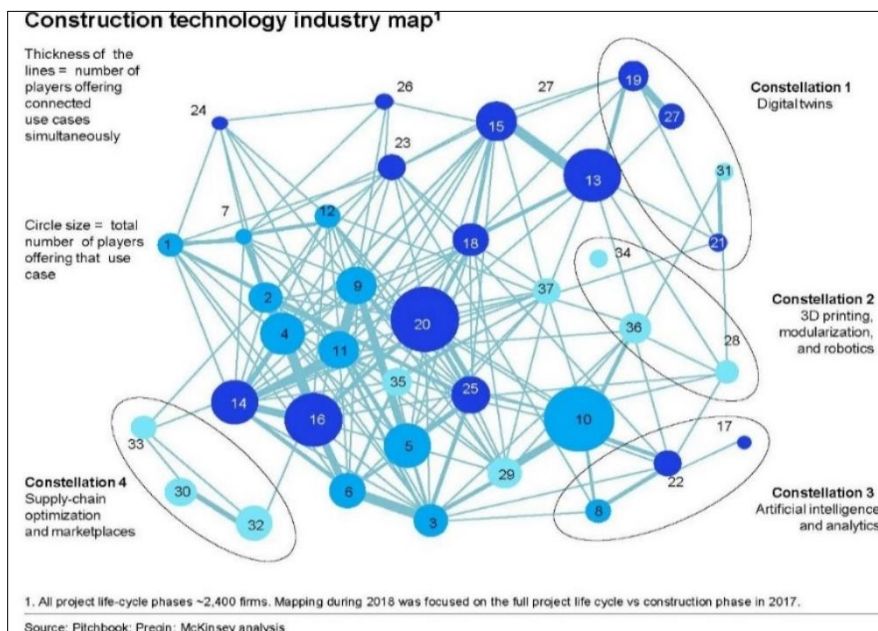 Construction technology industry map¹
Thickness of the
lines = number of
players offering
connected
use cases
simultaneously
26
27
19
Constellation 1
Digital twins
24
15
27
23
13
31
Circle size = total
number of players
offering that use
case
7
12
1
18
21
34
9
37
2
Constellation 2
3D printing,
modularization,
and robotics
20
36
4
11
28
35
25
14
16
10
17
33
5
Constellation 4
Supply-chain
optimization
and marketplaces
29
22
30
6
Constellation 3
Artificial intelligence
and analytics
32
3
8
1. All project life-cycle phases ~2,400 firms. Mapping during 2018 was focused on the full project life cycle vs construction phase in 2017.
Source: Pitchbook; Preqin; McKinsey analysis